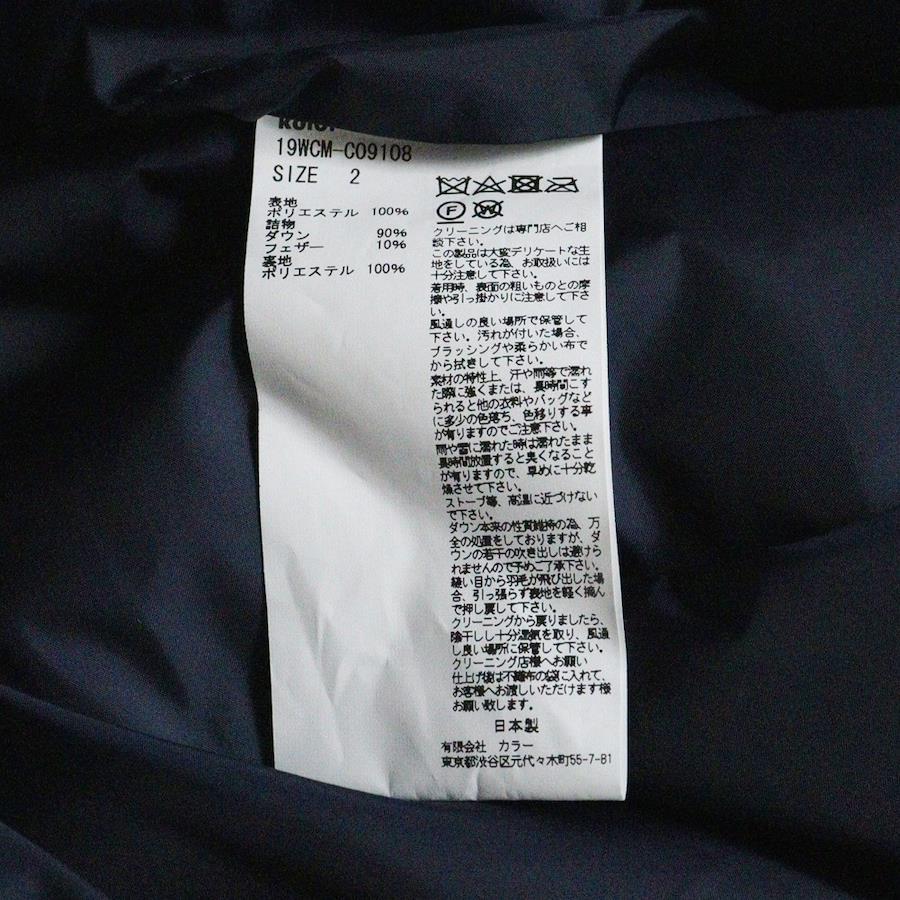 kolor
19WCM-C09108
SIZE 2
表地
ポリエステル 100%
詰物
ダウン 90%
フェザー 10%
裏地
ポリエステル 100%
F
W
クリーニングは専門店へご相
談下さい。
この製品は大変デリケートな生
地をしている為、お取扱いには
十分注意して下さい。
着用時、表面の粗いものとの摩
擦や引っ掛かりに注意して下さ
い。
風通しの良い場所で保管して
下さい。汚れが付いた場合、
ブラッシングや柔らかい布で
から拭きして下さい。
素材の特性上、汗や雨等で濡れ
た際に強くまたは、長時間こす
られると他の衣料やバッグなど
に多少の色落ち、色移りする事
が有りますのでご注意下さい。
雨や雪に濡れた時は濡れたまま
長時間放置すると臭くなること
が有りますので、早めに十分乾
燥させて下さい。
ストーブ等、高温に近づけない
で下さい。
ダウン本来の性質維持の為、万
全の処置をしておりますが、ダ
ウンの若干の吹き出しは避けら
れませんので予めご了承下さい。
縫い目から羽毛が飛び出した場
合、引っ張らず表地を軽く摘ん
で押し戻して下さい。
クリーニングから戻りましたら、
陰干しし十分湿気を取り、風通
し良い場所に保管して下さい。
クリーニング店様へお願い
仕上げ後は不織布の袋に入れて、
お客様へお渡しいただけます様
お願い致します。
日本製
有限会社 カラー
東京都渋谷区元代々木町55-7-B1